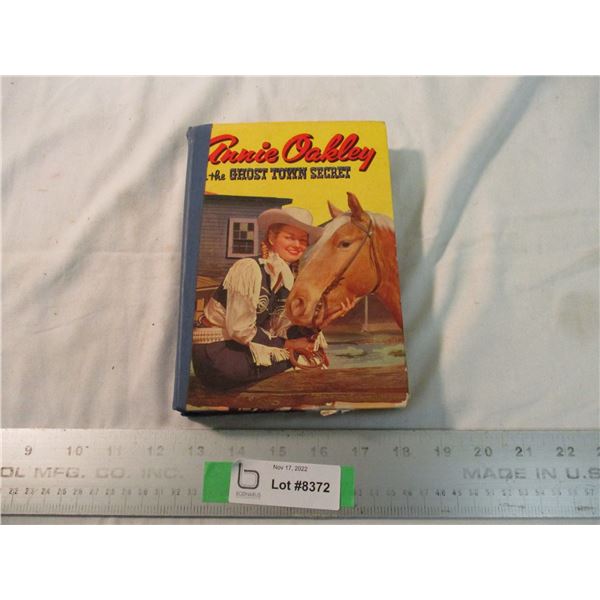 Annie Oakley
the GHOST TOWN SECRET
9 10 11 12 13 14 15 16 17 18 19 20 21 22
OL MFG. CO. INC. MADE IN U.S
Nov 17, 2022
BODNARUS
Lot #8372